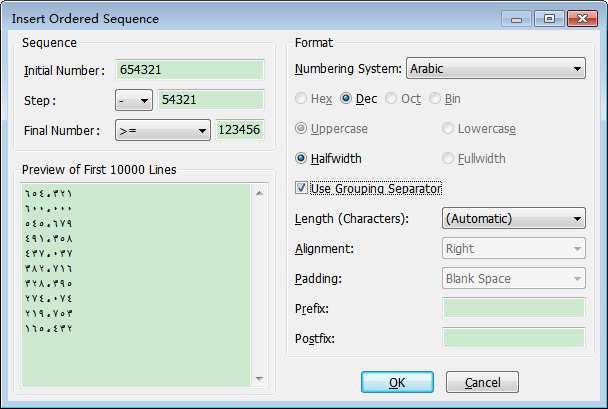 Insert Ordered Sequence
Sequence
Initial Number: 654321
Step: - 54321
Final Number: >= 123456
Preview of First 10000 Lines
٦٥٤٬٣٢١
٦٠٠٬٠٠٠
٥٤٥٬٦٧٩
٤٩١٬٣٥٨
٤٣٧٬٠٣٧
٣٨٢٬٧١٦
٣٢٨٬٣٩٥
٢٧٤٬٠٧٤
٢١٩٬٧٥٣
١٦٥٬٤٣٢
Format
Numbering System: Arabic
Hex Dec Oct Bin
Uppercase Lowercase
Halfwidth Fullwidth
Use Grouping Separator
Length (Characters): (Automatic)
Alignment: Right
Padding: Blank Space
Prefix:
Postfix:
OK Cancel